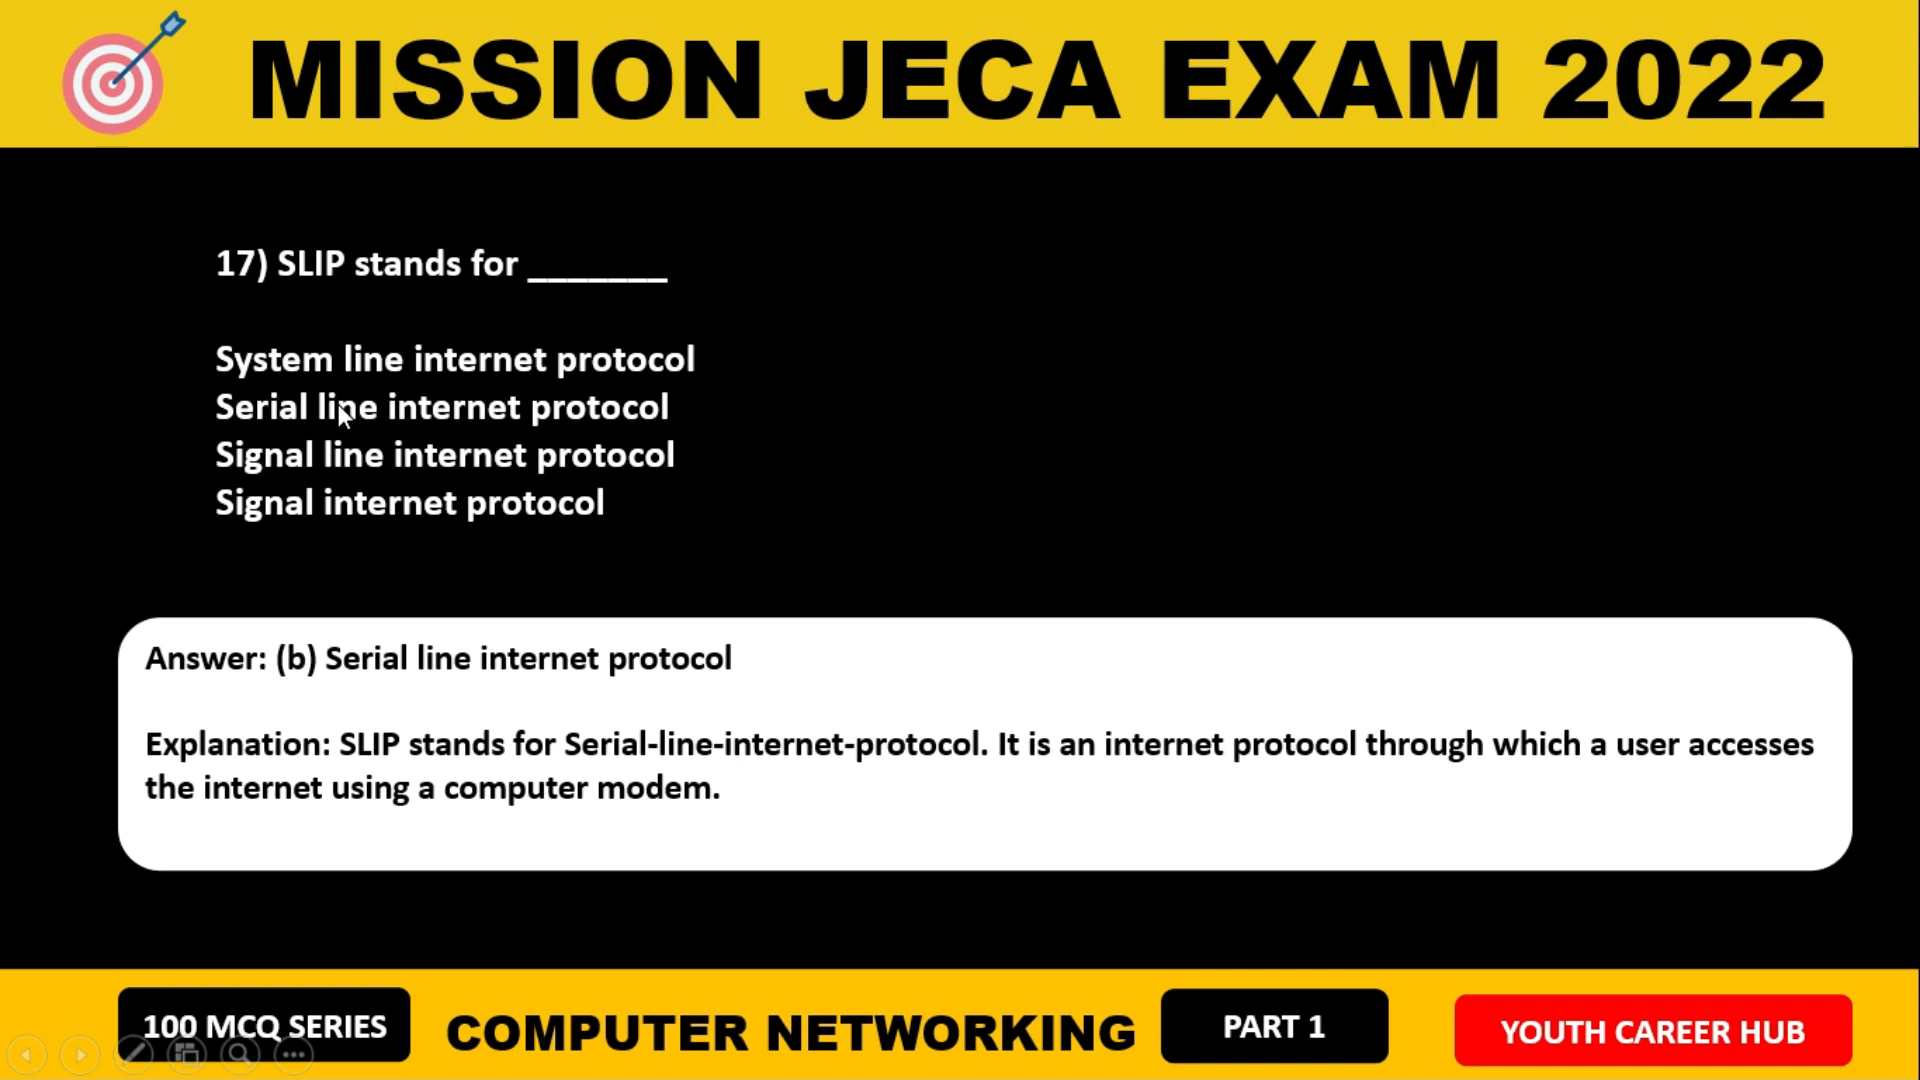 MISSION JECA EXAM 2022
17) SLIP stands for _______
System line internet protocol
Serial line internet protocol
Signal line internet protocol
Signal internet protocol
Answer: (b) Serial line internet protocol
Explanation: SLIP stands for Serial-line-internet-protocol. It is an internet protocol through which a user accesses
the internet using a computer modem.
100 MCQ SERIES
COMPUTER NETWORKING
PART 1
YOUTH CAREER HUB